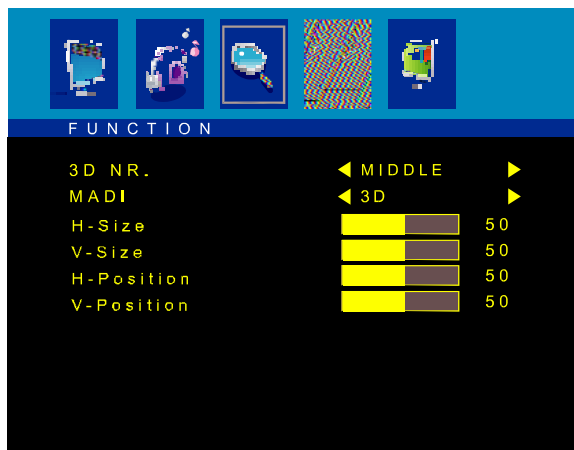 FUNCTION
3D NR. MIDDLE
MADI 3D
H-Size 50
V-Size 50
H-Position 50
V-Position 50